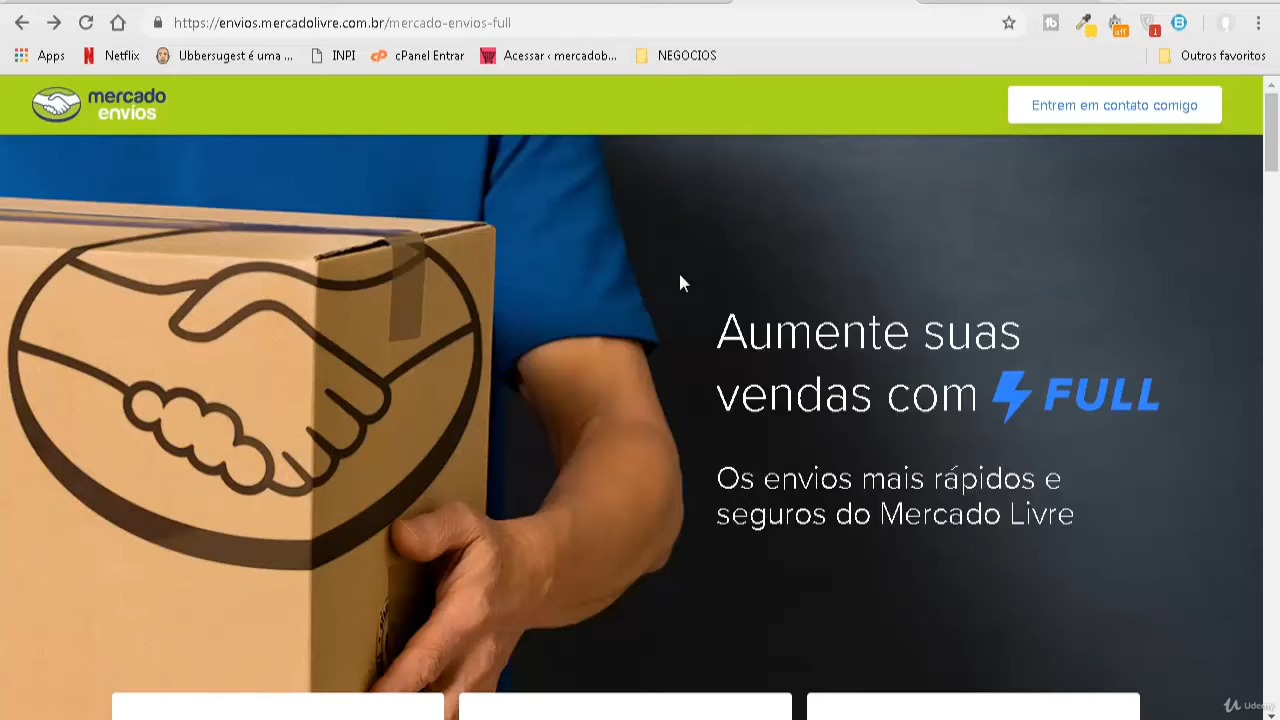 https://envios.mercadolivre.com.br/mercado-envios-full
Apps
Netflix
Ubbersugest é uma ...
INPI
cPanel Entrar
Acessar ‹ mercadob...
NEGOCIOS
Outros favoritos
mercado
envios
Entrem em contato comigo
Aumente suas
vendas com FULL
Os envios mais rápidos e
seguros do Mercado Livre
Udemy